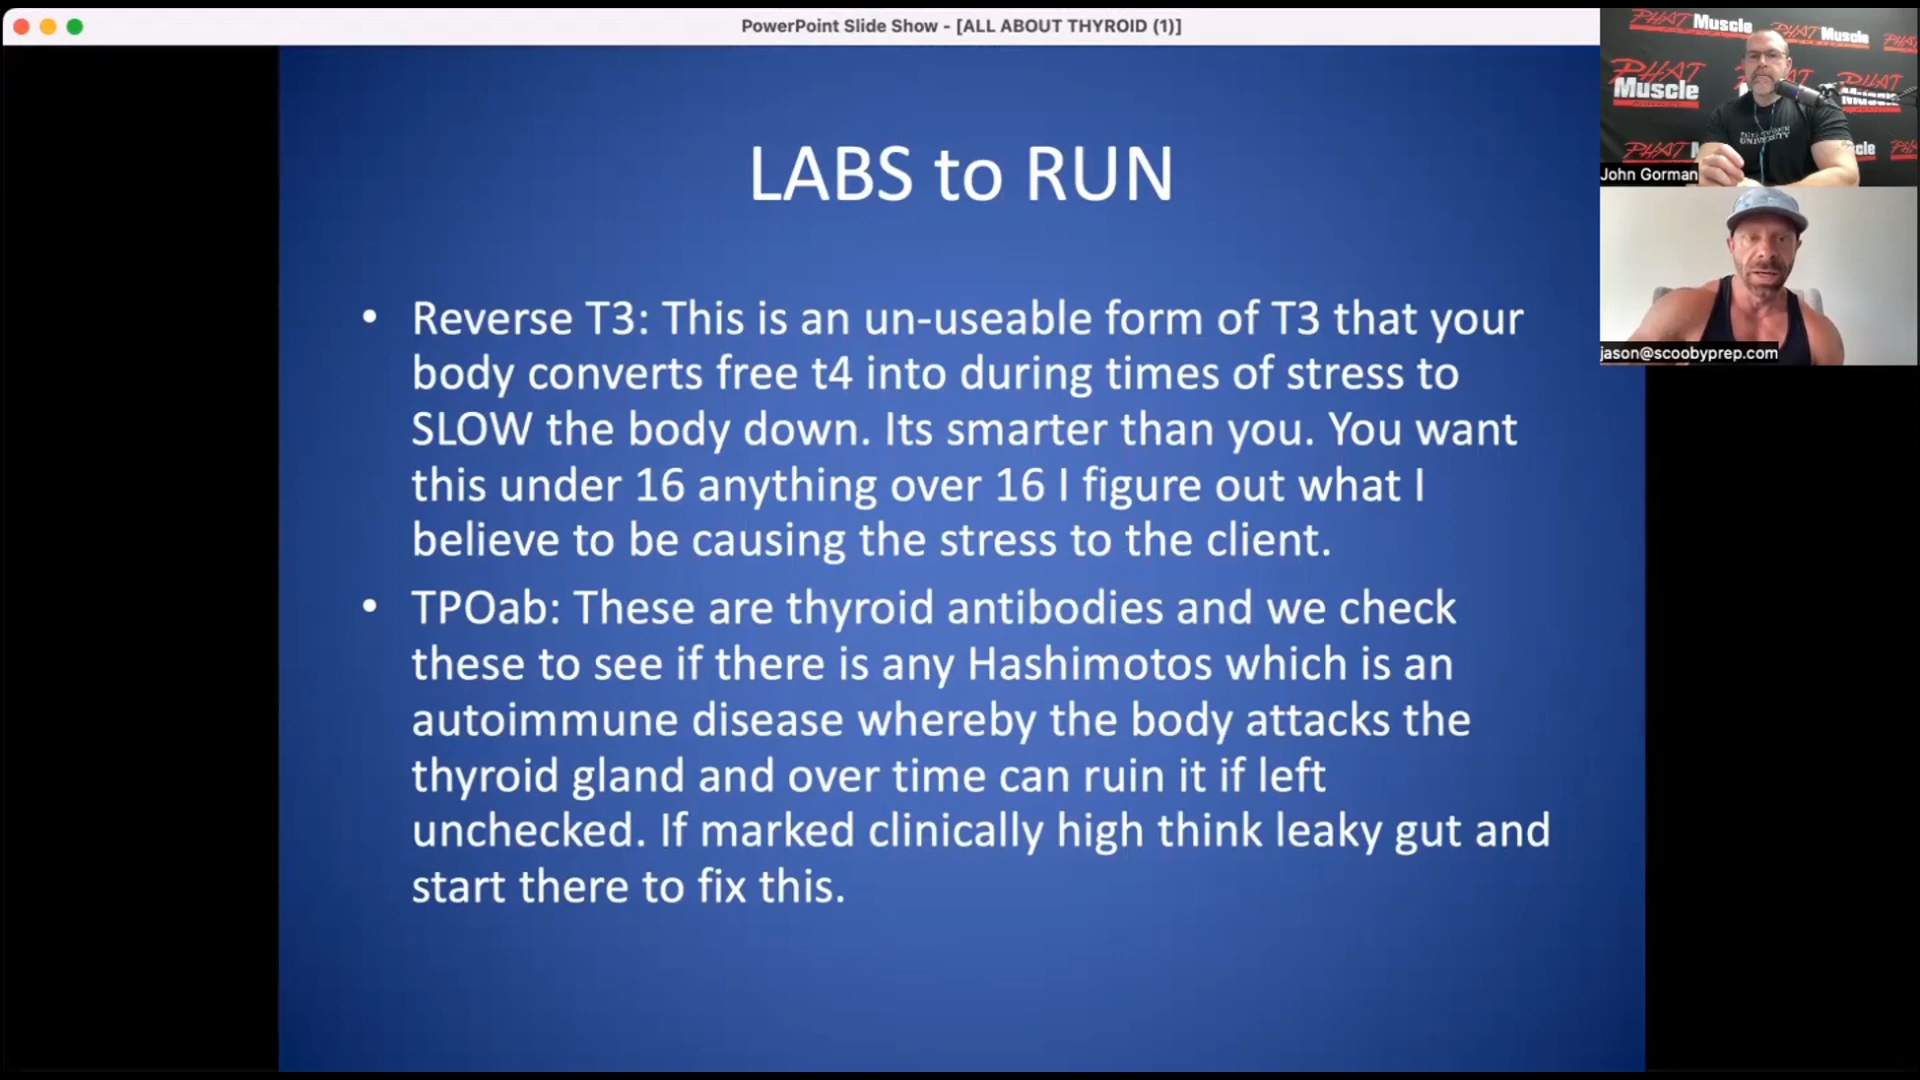 PowerPoint Slide Show - [ALL ABOUT THYROID (1)]
LABS to RUN
• Reverse T3: This is an un-useable form of T3 that your
body converts free t4 into during times of stress to
SLOW the body down. Its smarter than you. You want
this under 16 anything over 16 I figure out what I
believe to be causing the stress to the client.
• TPOab: These are thyroid antibodies and we check
these to see if there is any Hashimotos which is an
autoimmune disease whereby the body attacks the
thyroid gland and over time can ruin it if left
unchecked. If marked clinically high think leaky gut and
start there to fix this.
PHAT Muscle
PHAT Muscle
PHAT
Muscle
UNIVERSITY
John Gorman
jason@scoobyprep.com